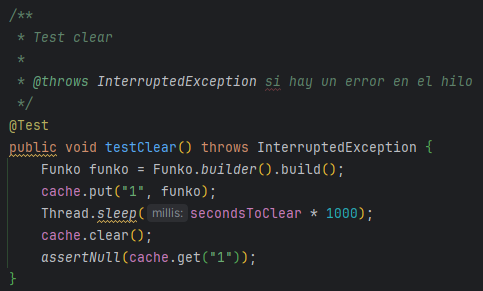 /**
 * Test clear
 *
 * @throws InterruptedException si hay un error en el hilo
 */
@Test
public void testClear() throws InterruptedException {
    Funko funko = Funko.builder().build();
    cache.put("1", funko);
    Thread.sleep( millis: secondsToClear * 1000);
    cache.clear();
    assertNull(cache.get("1"));
}